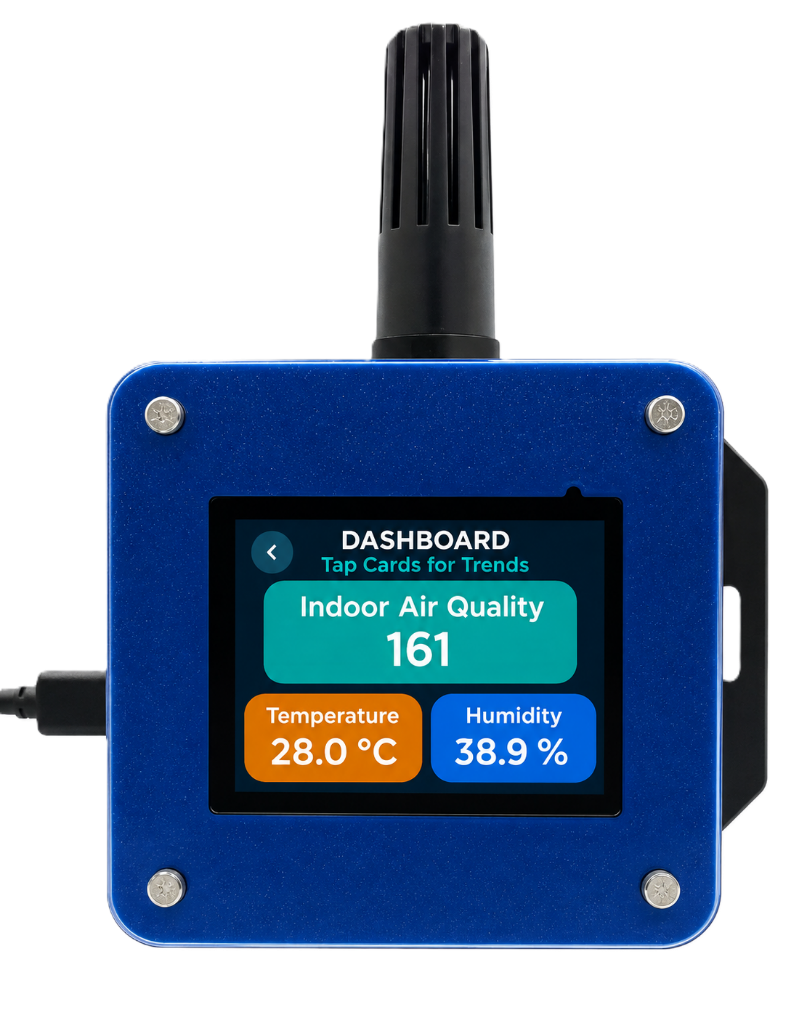 DASHBOARD
Tap Cards for Trends
Indoor Air Quality
161
Temperature
28.0 °C
Humidity
38.9 %